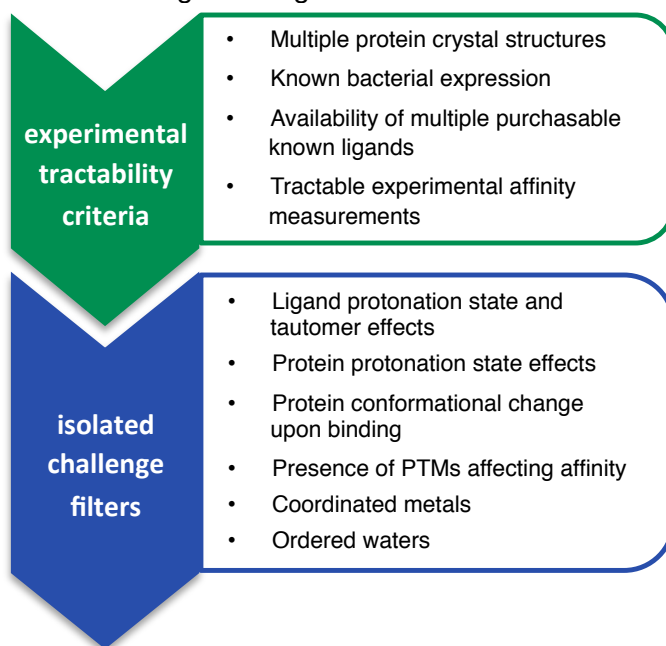 experimental
tractability
criteria
• Multiple protein crystal structures
• Known bacterial expression
• Availability of multiple purchasable
known ligands
• Tractable experimental affinity
measurements
isolated
challenge
filters
• Ligand protonation state and
tautomer effects
• Protein protonation state effects
• Protein conformational change
upon binding
• Presence of PTMs affecting affinity
• Coordinated metals
• Ordered waters